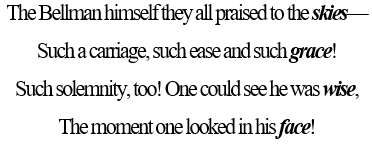 The Bellman himself they all praised to the skies—
Such a carriage, such ease and such grace!
Such solemnity, too! One could see he was wise,
The moment one looked in his face!